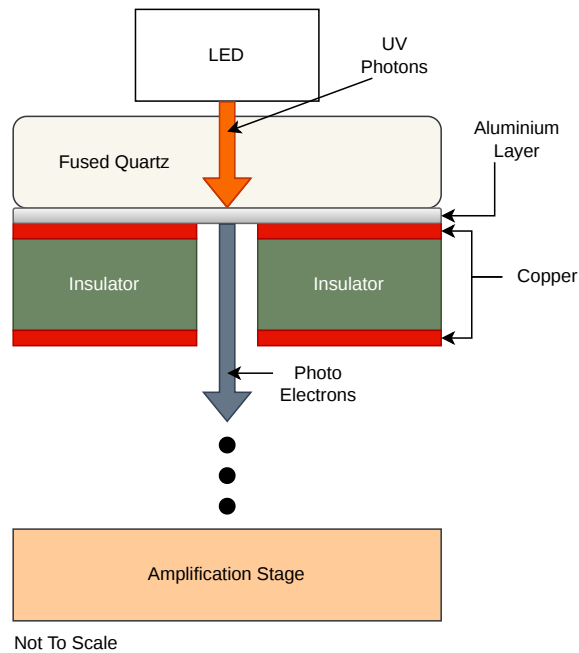 LED
UV
Photons
Fused Quartz
Aluminium
Layer
Insulator
Insulator
Copper
Photo
Electrons
Amplification Stage
Not To Scale